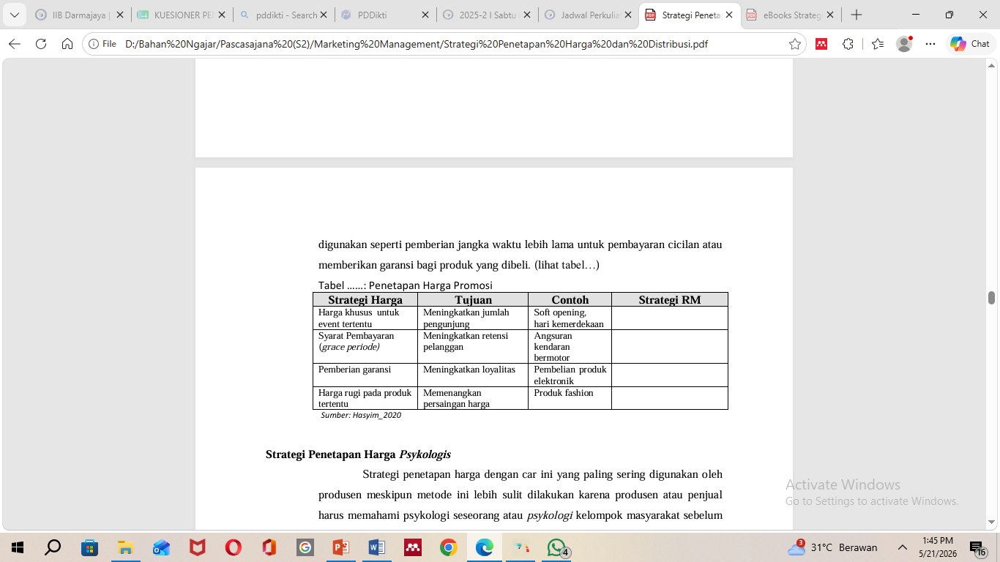 IIB Darmajaya |
KUESIONER PE
pddikti - Search
PDDikti
2025-2 I Sabtu
Jadwal Perkulia
Strategi Peneta
eBooks Strateg
File
D:/Bahan%20Ngajar/Pascasajana%20(S2)/Marketing%20Management/Strategi%20Penetapan%20Harga%20dan%20Distribusi.pdf
Chat
digunakan seperti pemberian jangka waktu lebih lama untuk pembayaran cicilan atau
memberikan garansi bagi produk yang dibeli. (lihat tabel…)
Tabel ……: Penetapan Harga Promosi
Strategi Harga Tujuan Contoh Strategi RM
Harga khusus untuk Meningkatkan jumlah Soft opening,
event tertentu pengunjung hari kemerdekaan
Syarat Pembayaran Meningkatkan retensi Angsuran
(grace periode) pelanggan kendaran
bermotor
Pemberian garansi Meningkatkan loyalitas Pembelian produk
elektronik
Harga rugi pada produk Memenangkan Produk fashion
tertentu persaingan harga
Sumber: Hasyim_2020
Strategi Penetapan Harga Psykologis
Strategi penetapan harga dengan car ini yang paling sering digunakan oleh
produsen meskipun metode ini lebih sulit dilakukan karena produsen atau penjual
harus memahami psykologi seseorang atau psykologi kelompok masyarakat sebelum
Activate Windows
Go to Settings to activate Windows.
31°C Berawan
1:45 PM
5/21/2026
3
4
16